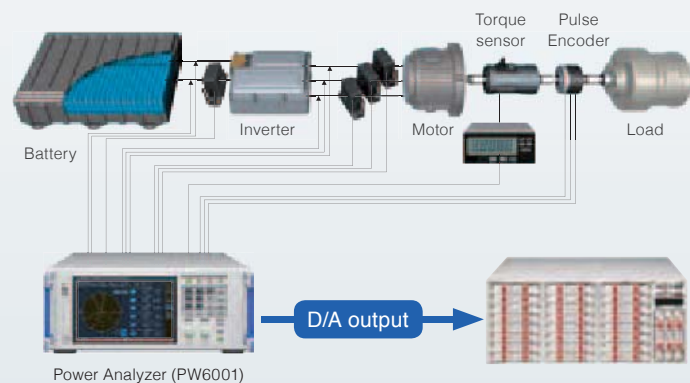 Torque
sensor
Pulse
Encoder
Battery
Inverter
Motor
Load
D/A output
Power Analyzer (PW6001)